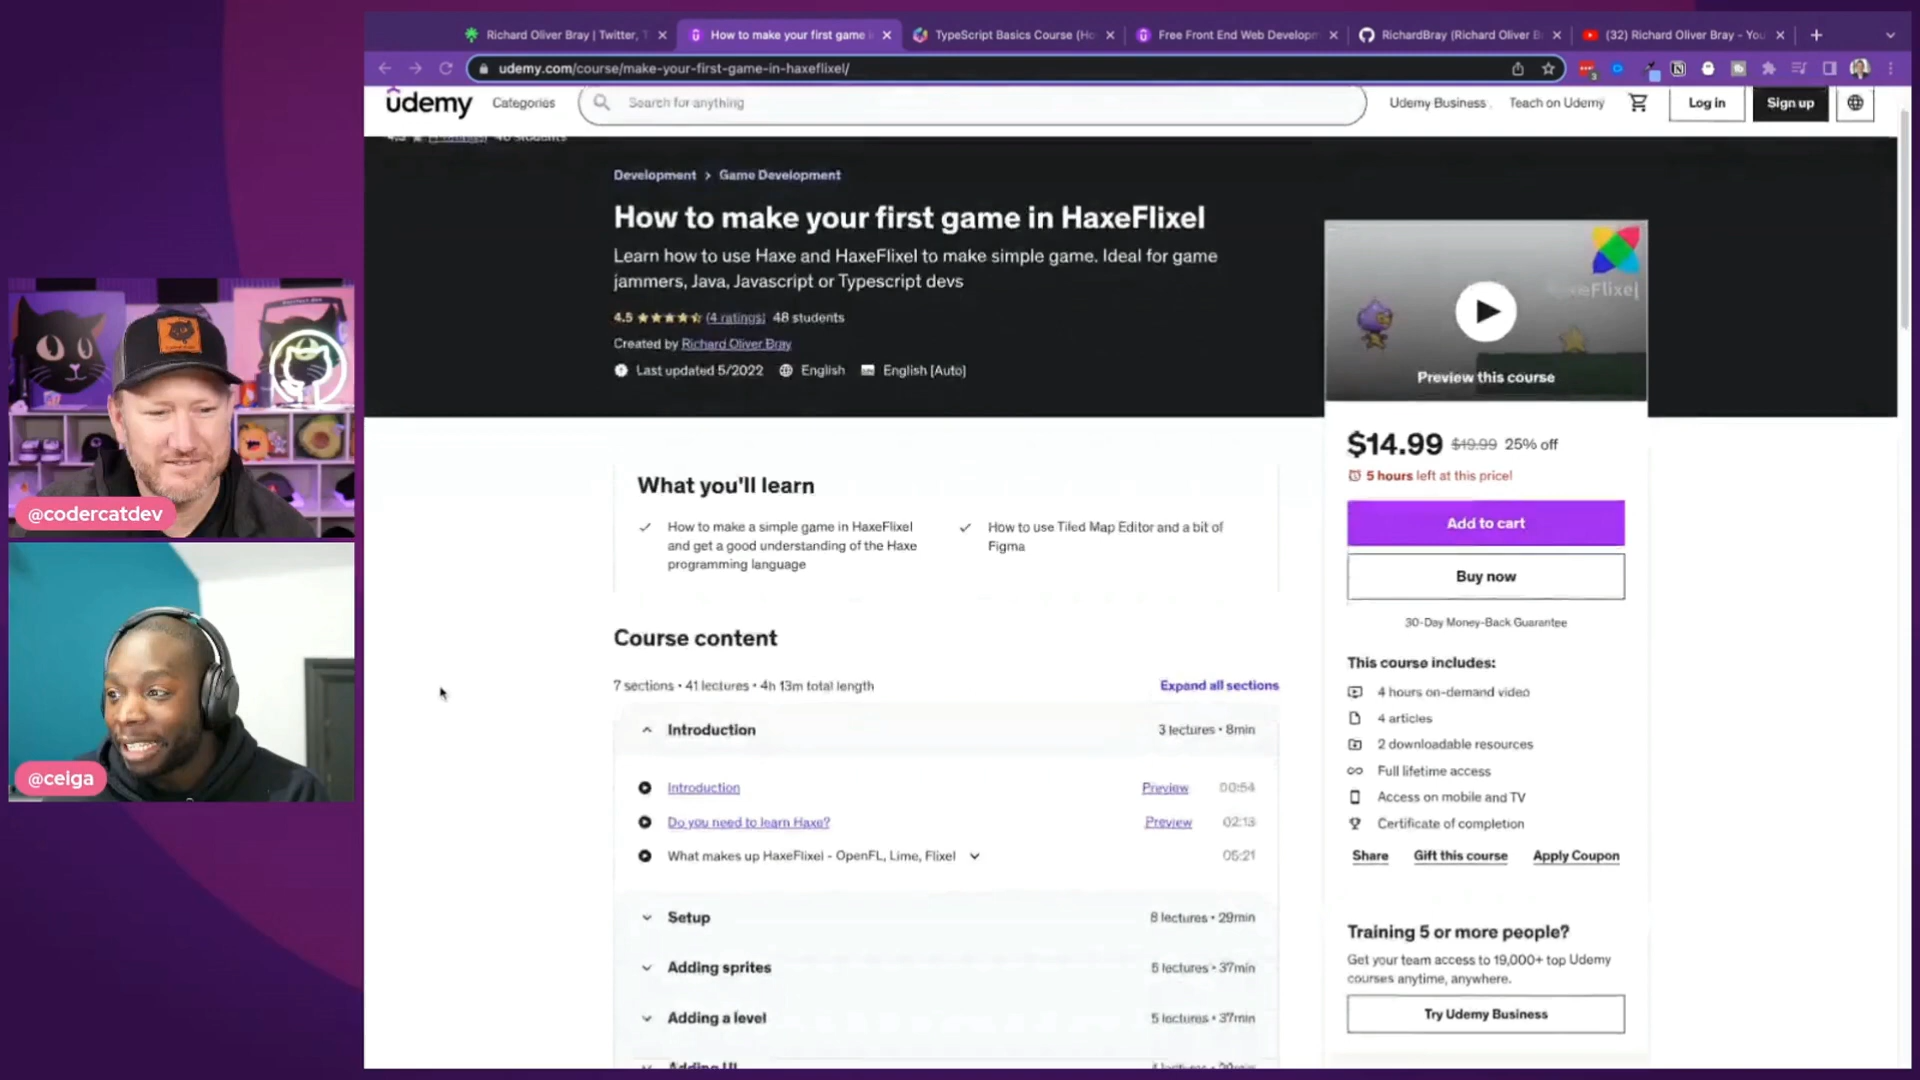 Richard Oliver Bray | Twitter, T
How to make your first game i
TypeScript Basics Course (Ho
Free Front End Web Developm
RichardBray (Richard Oliver B
(32) Richard Oliver Bray - You
udemy.com/course/make-your-first-game-in-haxeflixel/
udemy
Categories
Search for anything
Udemy Business
Teach on Udemy
Log in
Sign up
Development > Game Development
How to make your first game in HaxeFlixel
Learn how to use Haxe and HaxeFlixel to make simple game. Ideal for game
jammers, Java, Javascript or Typescript devs
4.5 (4 ratings) 48 students
Created by Richard Oliver Bray
Last updated 5/2022 English English [Auto]
Preview this course
$14.99 $19.99 25% off
5 hours left at this price!
Add to cart
Buy now
30-Day Money-Back Guarantee
This course includes:
4 hours on-demand video
4 articles
2 downloadable resources
Full lifetime access
Access on mobile and TV
Certificate of completion
Share Gift this course Apply Coupon
Training 5 or more people?
Get your team access to 19,000+ top Udemy
courses anytime, anywhere.
Try Udemy Business
What you'll learn
How to make a simple game in HaxeFlixel
and get a good understanding of the Haxe
programming language
How to use Tiled Map Editor and a bit of
Figma
Course content
7 sections • 41 lectures • 4h 13m total length
Expand all sections
Introduction 3 lectures • 8min
Introduction Preview 00:54
Do you need to learn Haxe? Preview 02:13
What makes up HaxeFlixel - OpenFL, Lime, Flixel 05:21
Setup 8 lectures • 29min
Adding sprites 6 lectures • 37min
Adding a level 5 lectures • 37min
Adding UI
@codercatdev
@ceiga